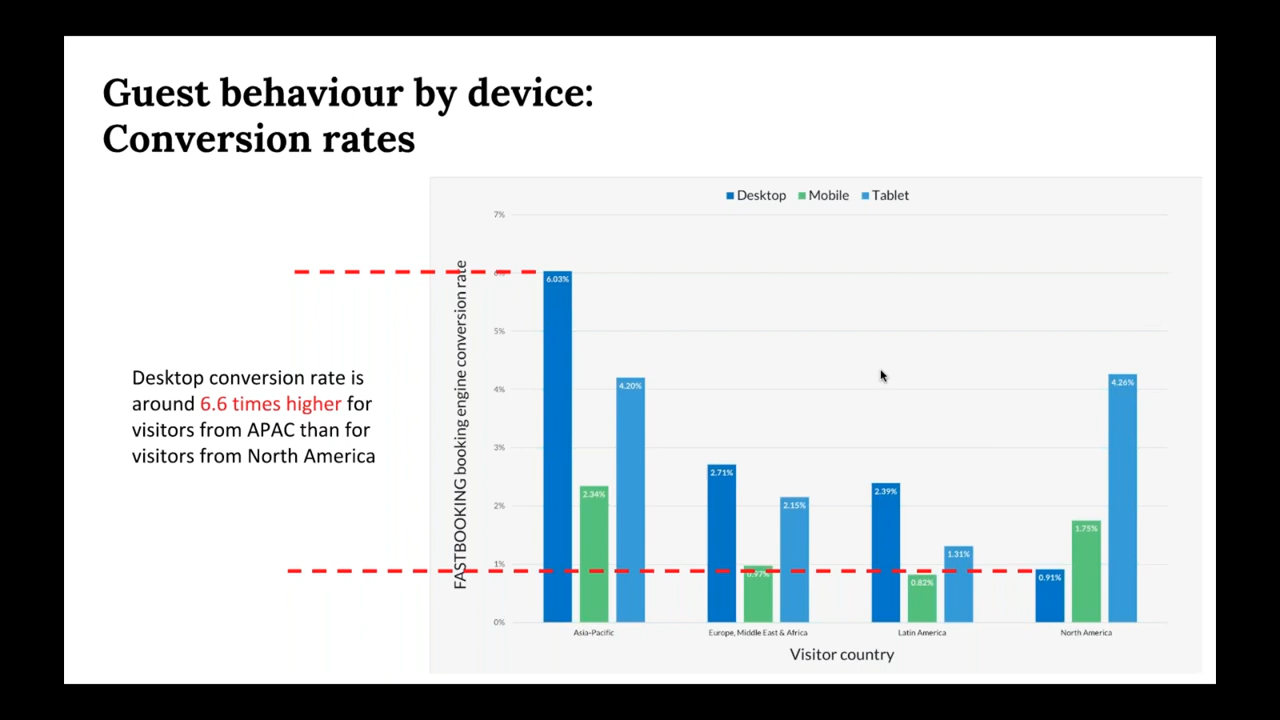 Guest behaviour by device:
Conversion rates
Desktop Mobile Tablet
7%
5%
4%
3%
2%
1%
0%
FASTBOOKING booking engine conversion rate
6.03%
2.34%
4.20%
2.71%
0.97%
2.15%
2.39%
0.82%
1.31%
0.91%
1.75%
4.26%
Asia-Pacific
Europe, Middle East & Africa
Latin America
North America
Visitor country
Desktop conversion rate is
around 6.6 times higher for
visitors from APAC than for
visitors from North America